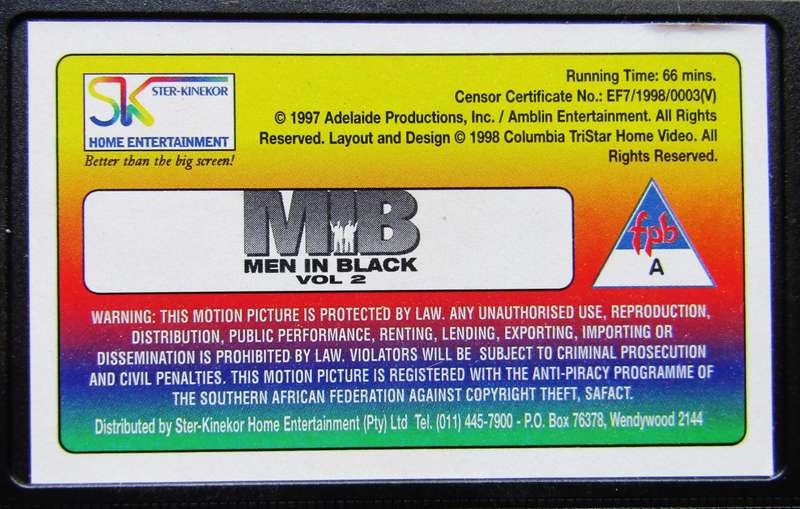 SK STER-KINEKOR
HOME ENTERTAINMENT
Better than the big screen!
Running Time: 66 mins.
Censor Certificate No.: EF7/1998/0003(V)
© 1997 Adelaide Productions, Inc. / Amblin Entertainment. All Rights
Reserved. Layout and Design © 1998 Columbia TriStar Home Video. All
Rights Reserved.
MIB
MEN IN BLACK
VOL 2
fpb
A
WARNING: THIS MOTION PICTURE IS PROTECTED BY LAW. ANY UNAUTHORISED USE, REPRODUCTION,
DISTRIBUTION, PUBLIC PERFORMANCE, RENTING, LENDING, EXPORTING, IMPORTING OR
DISSEMINATION IS PROHIBITED BY LAW. VIOLATORS WILL BE SUBJECT TO CRIMINAL PROSECUTION
AND CIVIL PENALTIES. THIS MOTION PICTURE IS REGISTERED WITH THE ANTI-PIRACY PROGRAMME OF
THE SOUTHERN AFRICAN FEDERATION AGAINST COPYRIGHT THEFT, SAFACT.
Distributed by Ster-Kinekor Home Entertainment (Pty) Ltd Tel. (011) 445-7900 - P.O. Box 76378, Wendywood 2144